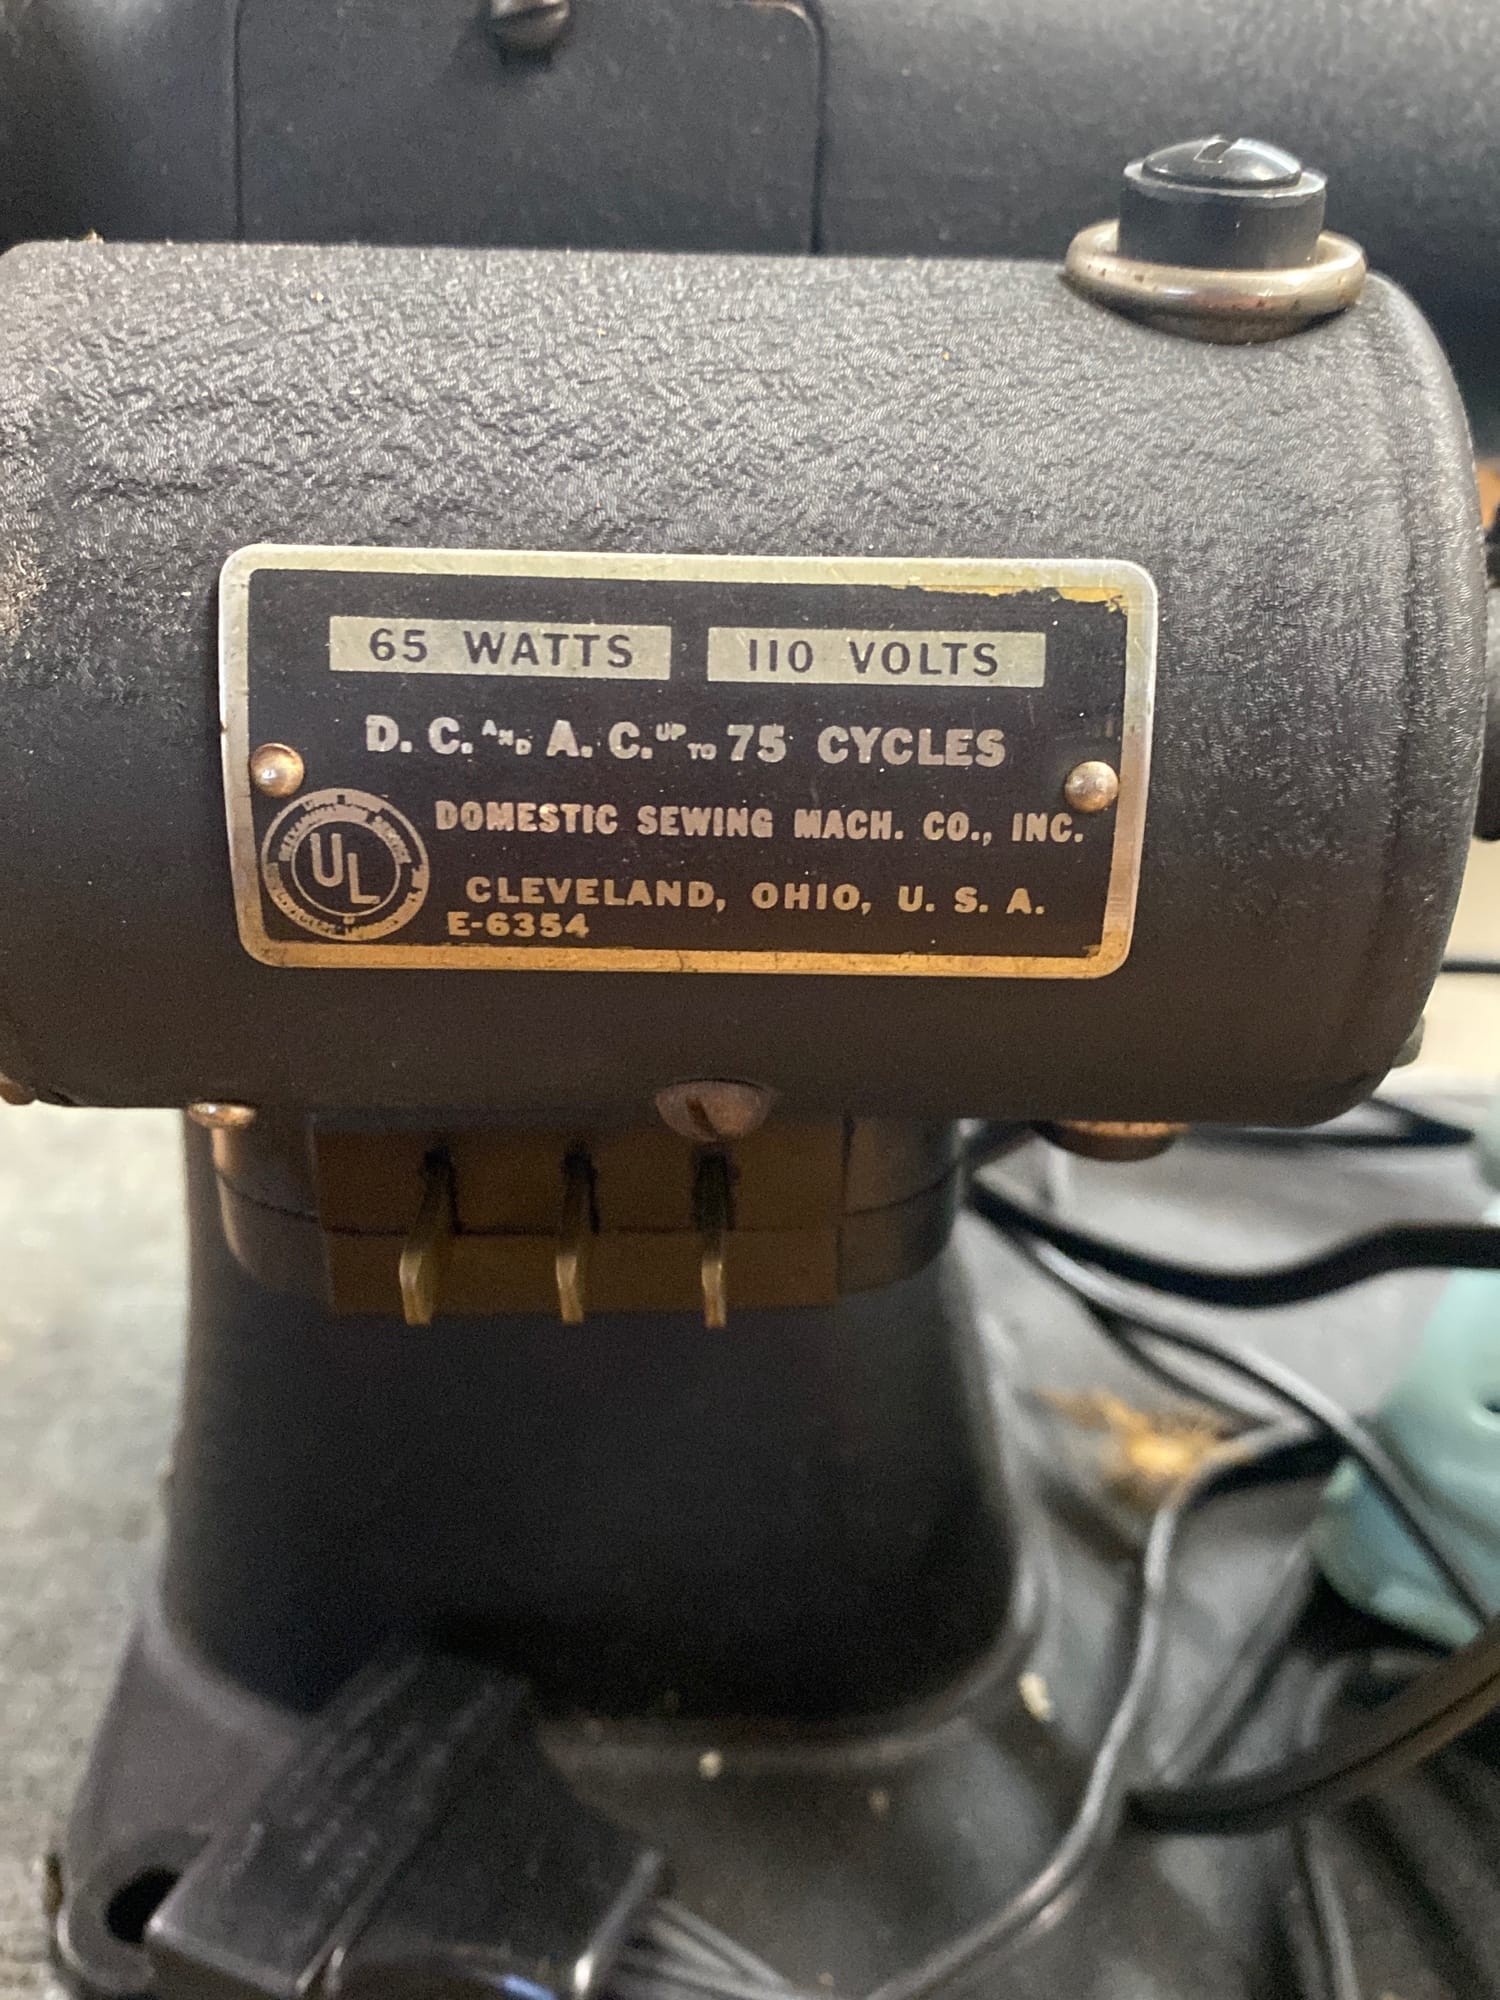 65 WATTS 110 VOLTS
D. C. AND A. C. UP TO 75 CYCLES
DOMESTIC SEWING MACH. CO., INC.
UL
CLEVELAND, OHIO, U. S. A.
E-6354